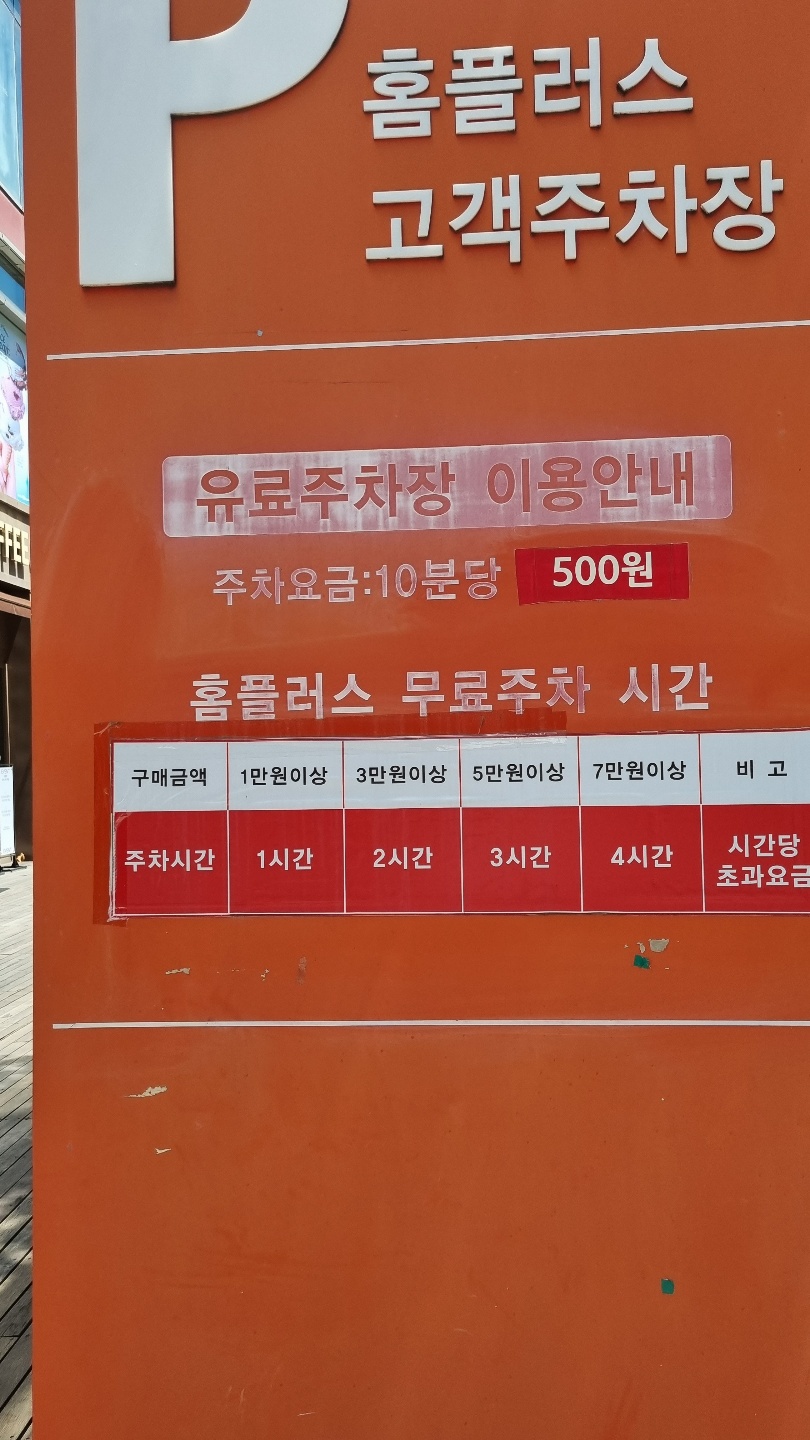 P
홈플러스
고객주차장
유료주차장 이용안내
주차요금:10분당 500원
홈플러스 무료주차 시간
구매금액 1만원이상 3만원이상 5만원이상 7만원이상 비 고
주차시간 1시간 2시간 3시간 4시간 시간당
초과요금